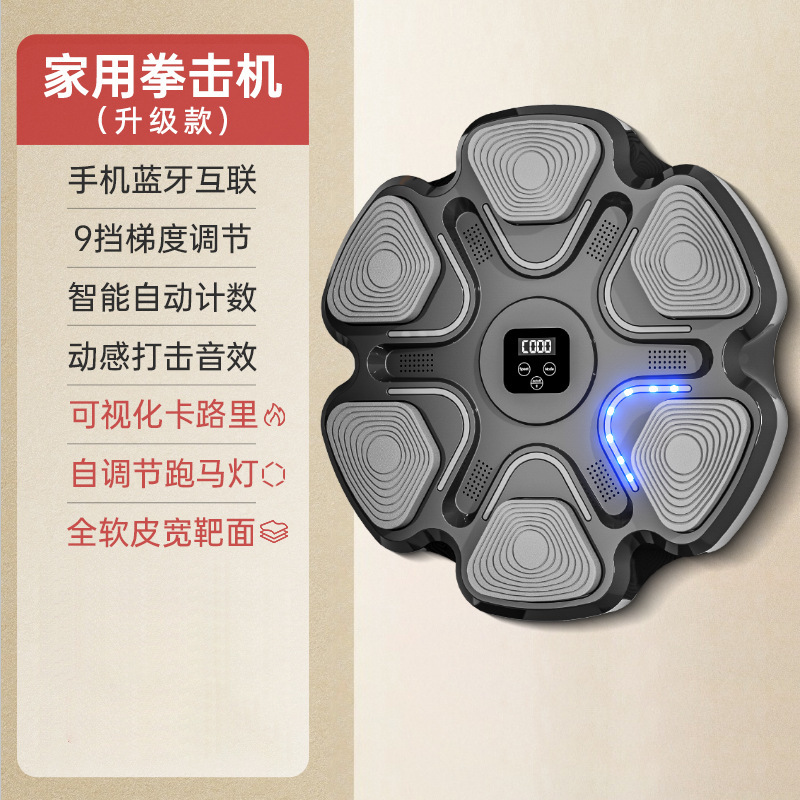 家用拳击机
（升级款）
手机蓝牙互联
9挡梯度调节
智能自动计数
动感打击音效
可视化卡路里
自调节跑马灯
全软皮宽靶面
C000